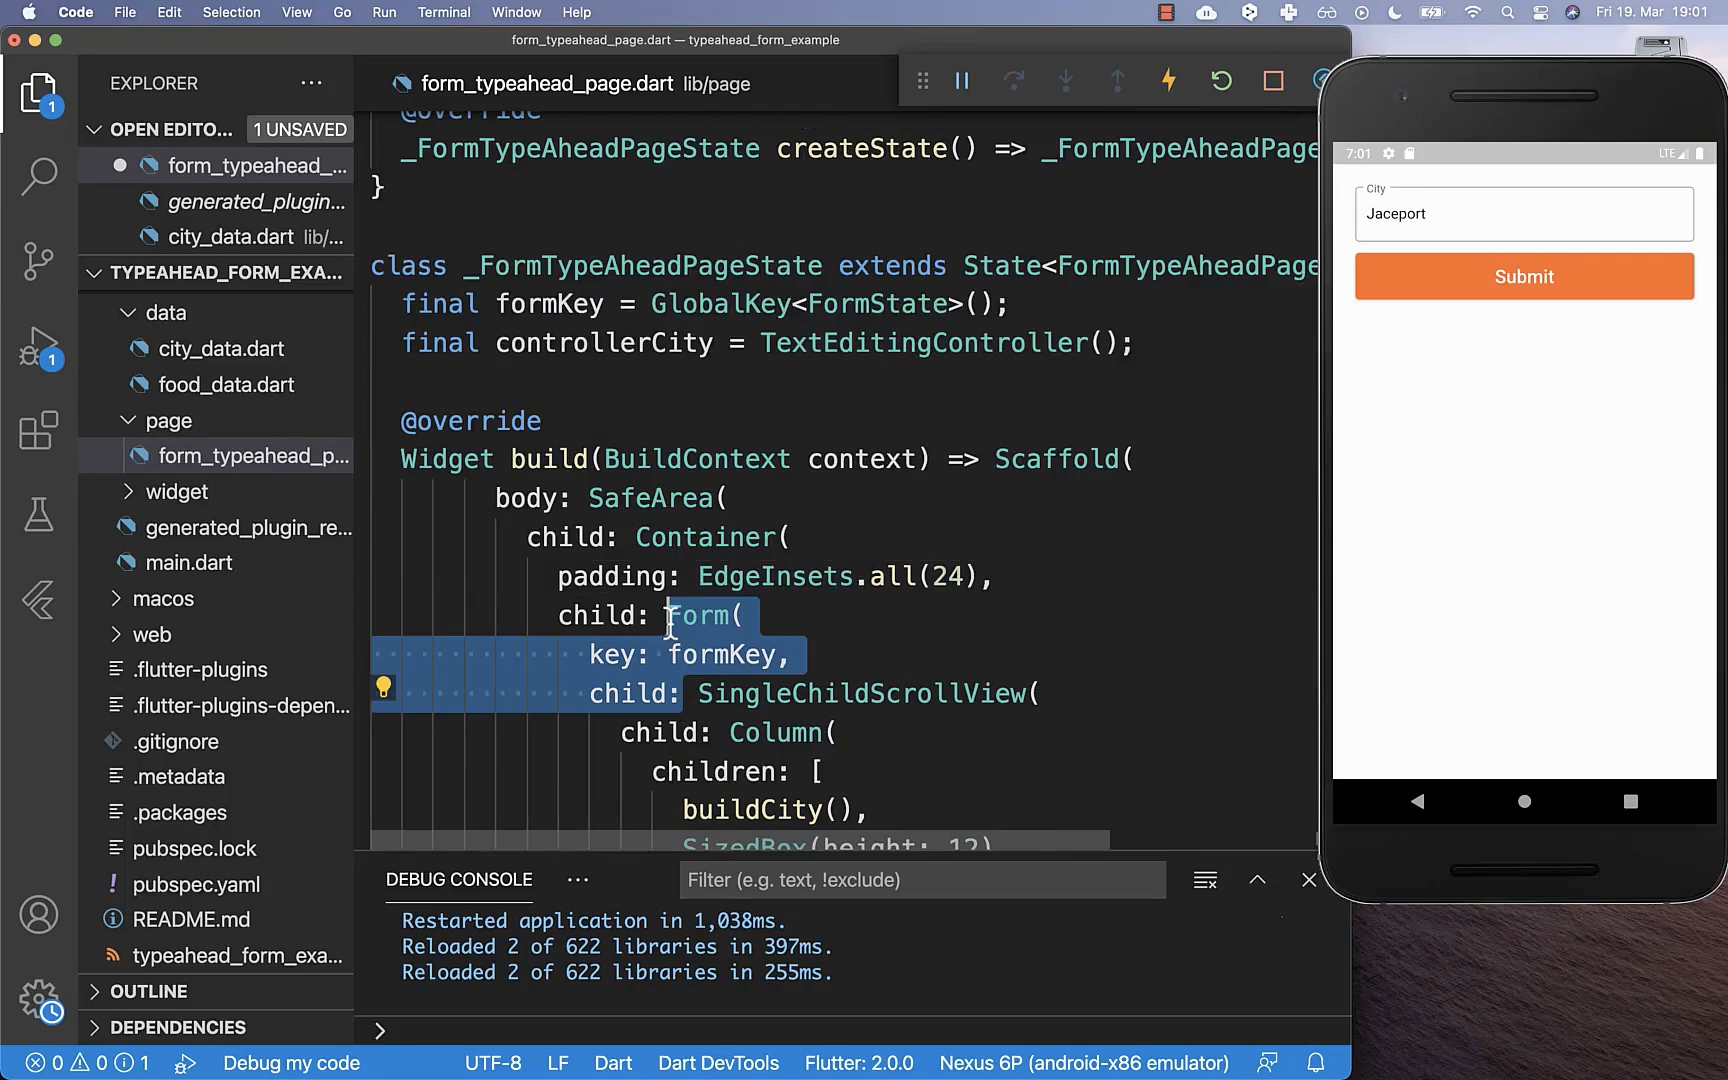 Code File Edit Selection View Go Run Terminal Window Help Fri 19. Mar 19:01
form_typeahead_page.dart — typeahead_form_example
EXPLORER
OPEN EDITO... 1 UNSAVED
form_typeahead_...
generated_plugin...
city_data.dart lib/...
TYPEAHEAD_FORM_EXA...
data
city_data.dart
food_data.dart
page
form_typeahead_p...
widget
generated_plugin_re...
main.dart
macos
web
.flutter-plugins
.flutter-plugins-depen...
.gitignore
.metadata
.packages
pubspec.lock
! pubspec.yaml
README.md
typeahead_form_exa...
OUTLINE
DEPENDENCIES
1
1
form_typeahead_page.dart lib/page
@override
_FormTypeAheadPageState createState() => _FormTypeAheadPage
}
class _FormTypeAheadPageState extends State<FormTypeAheadPage
final formKey = GlobalKey<FormState>();
final controllerCity = TextEditingController();
@override
Widget build(BuildContext context) => Scaffold(
body: SafeArea(
child: Container(
padding: EdgeInsets.all(24),
child: Form(
key: formKey,
child: SingleChildScrollView(
child: Column(
children: [
buildCity(),
SizedBox(height: 12)
DEBUG CONSOLE
Filter (e.g. text, !exclude)
Restarted application in 1,038ms.
Reloaded 2 of 622 libraries in 397ms.
Reloaded 2 of 622 libraries in 255ms.
>
7:01 LTE
City
Jaceport
Submit
0 0 1 Debug my code UTF-8 LF Dart Dart DevTools Flutter: 2.0.0 Nexus 6P (android-x86 emulator)